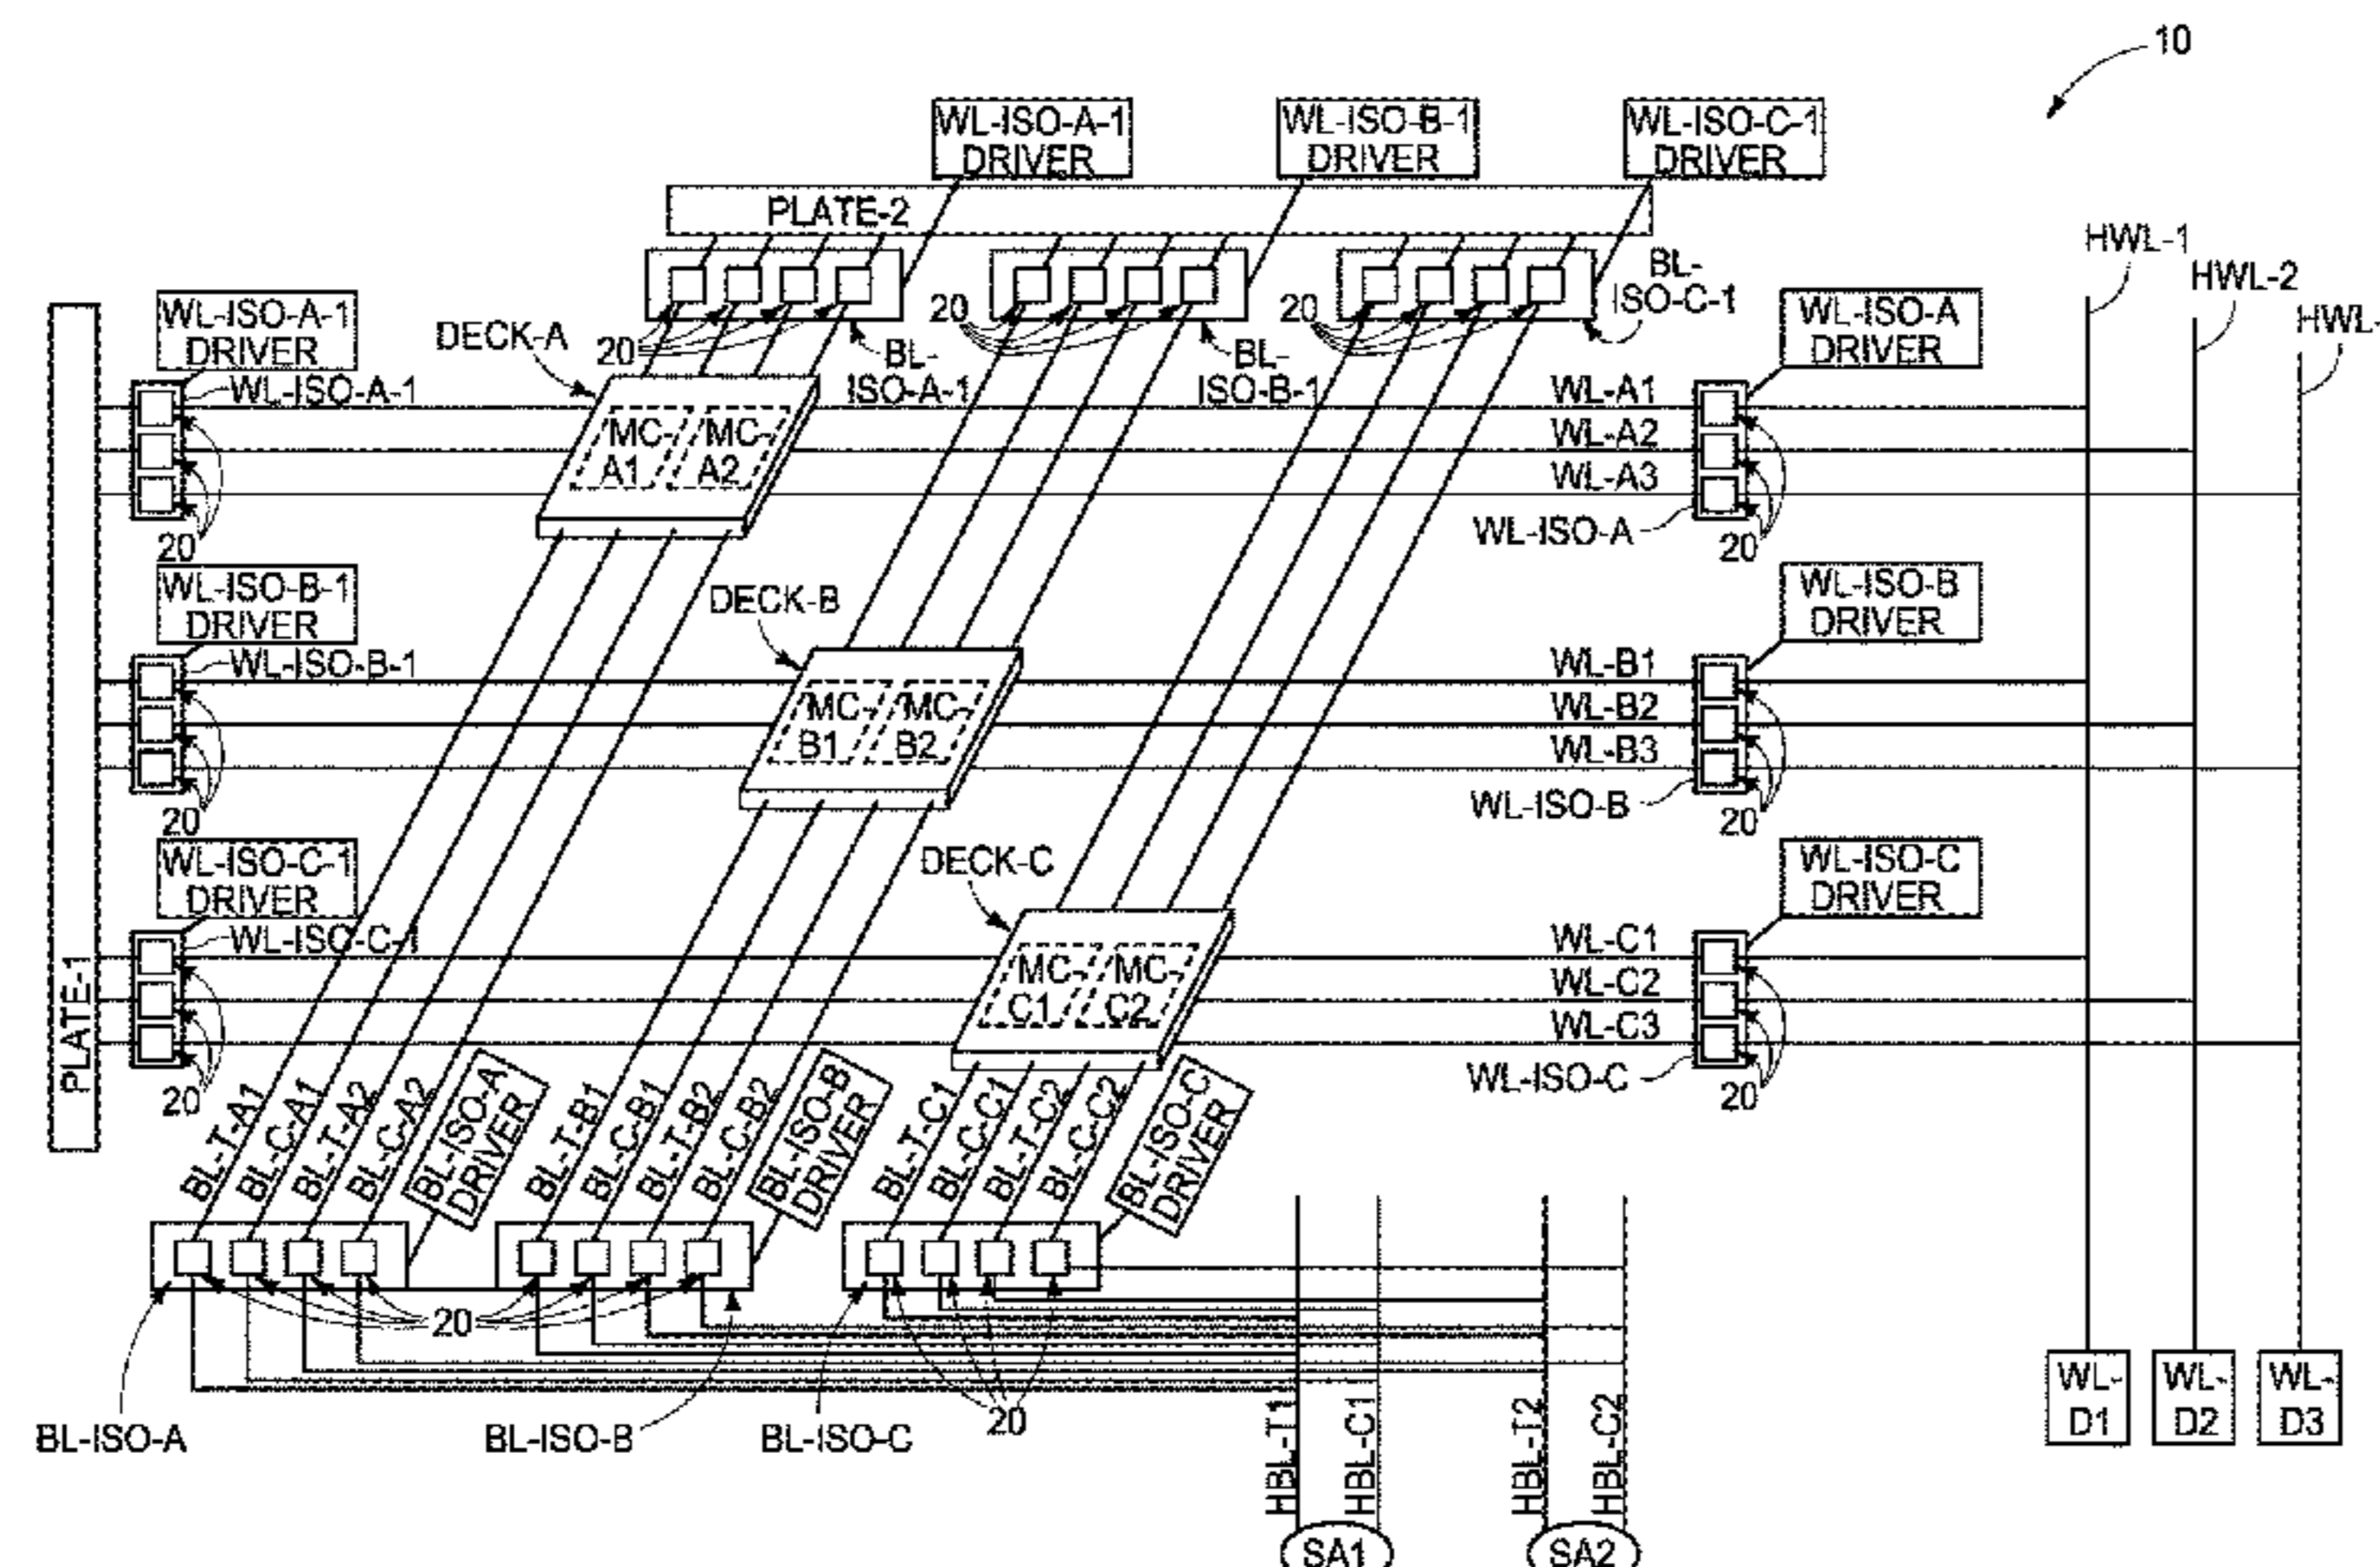 10
WL-ISO-A-1
DRIVER
WL-ISO-B-1
DRIVER
WL-ISO-C-1
DRIVER
PLATE-2
HWL-1
HWL-2
HWL-
BL-
ISO-C-1
20
20
20
BL-
ISO-A-1
BL-
ISO-B-1
WL-ISO-A-1
DRIVER
WL-ISO-A-1
DECK-A
MC-
A1
MC-
A2
WL-A1
WL-A2
WL-A3
WL-ISO-A
DRIVER
WL-ISO-A
20
20
WL-ISO-B-1
DRIVER
WL-ISO-B-1
DECK-B
MC-
B1
MC-
B2
WL-B1
WL-B2
WL-B3
WL-ISO-B
DRIVER
WL-ISO-B
20
20
WL-ISO-C-1
DRIVER
WL-ISO-C-1
DECK-C
MC-
C1
MC-
C2
WL-C1
WL-C2
WL-C3
WL-ISO-C
DRIVER
WL-ISO-C
20
20
PLATE-1
BL-T-A1
BL-C-A1
BL-T-A2
BL-C-A2
BL-ISO-A
DRIVER
BL-T-B1
BL-C-B1
BL-T-B2
BL-C-B2
BL-ISO-B
DRIVER
BL-T-C1
BL-C-C1
BL-T-C2
BL-C-C2
BL-ISO-C
DRIVER
20
20
BL-ISO-A
BL-ISO-B
BL-ISO-C
HBL-T1
HBL-C1
HBL-T2
HBL-C2
WL-
D1
WL-
D2
WL-
D3
SA1
SA2